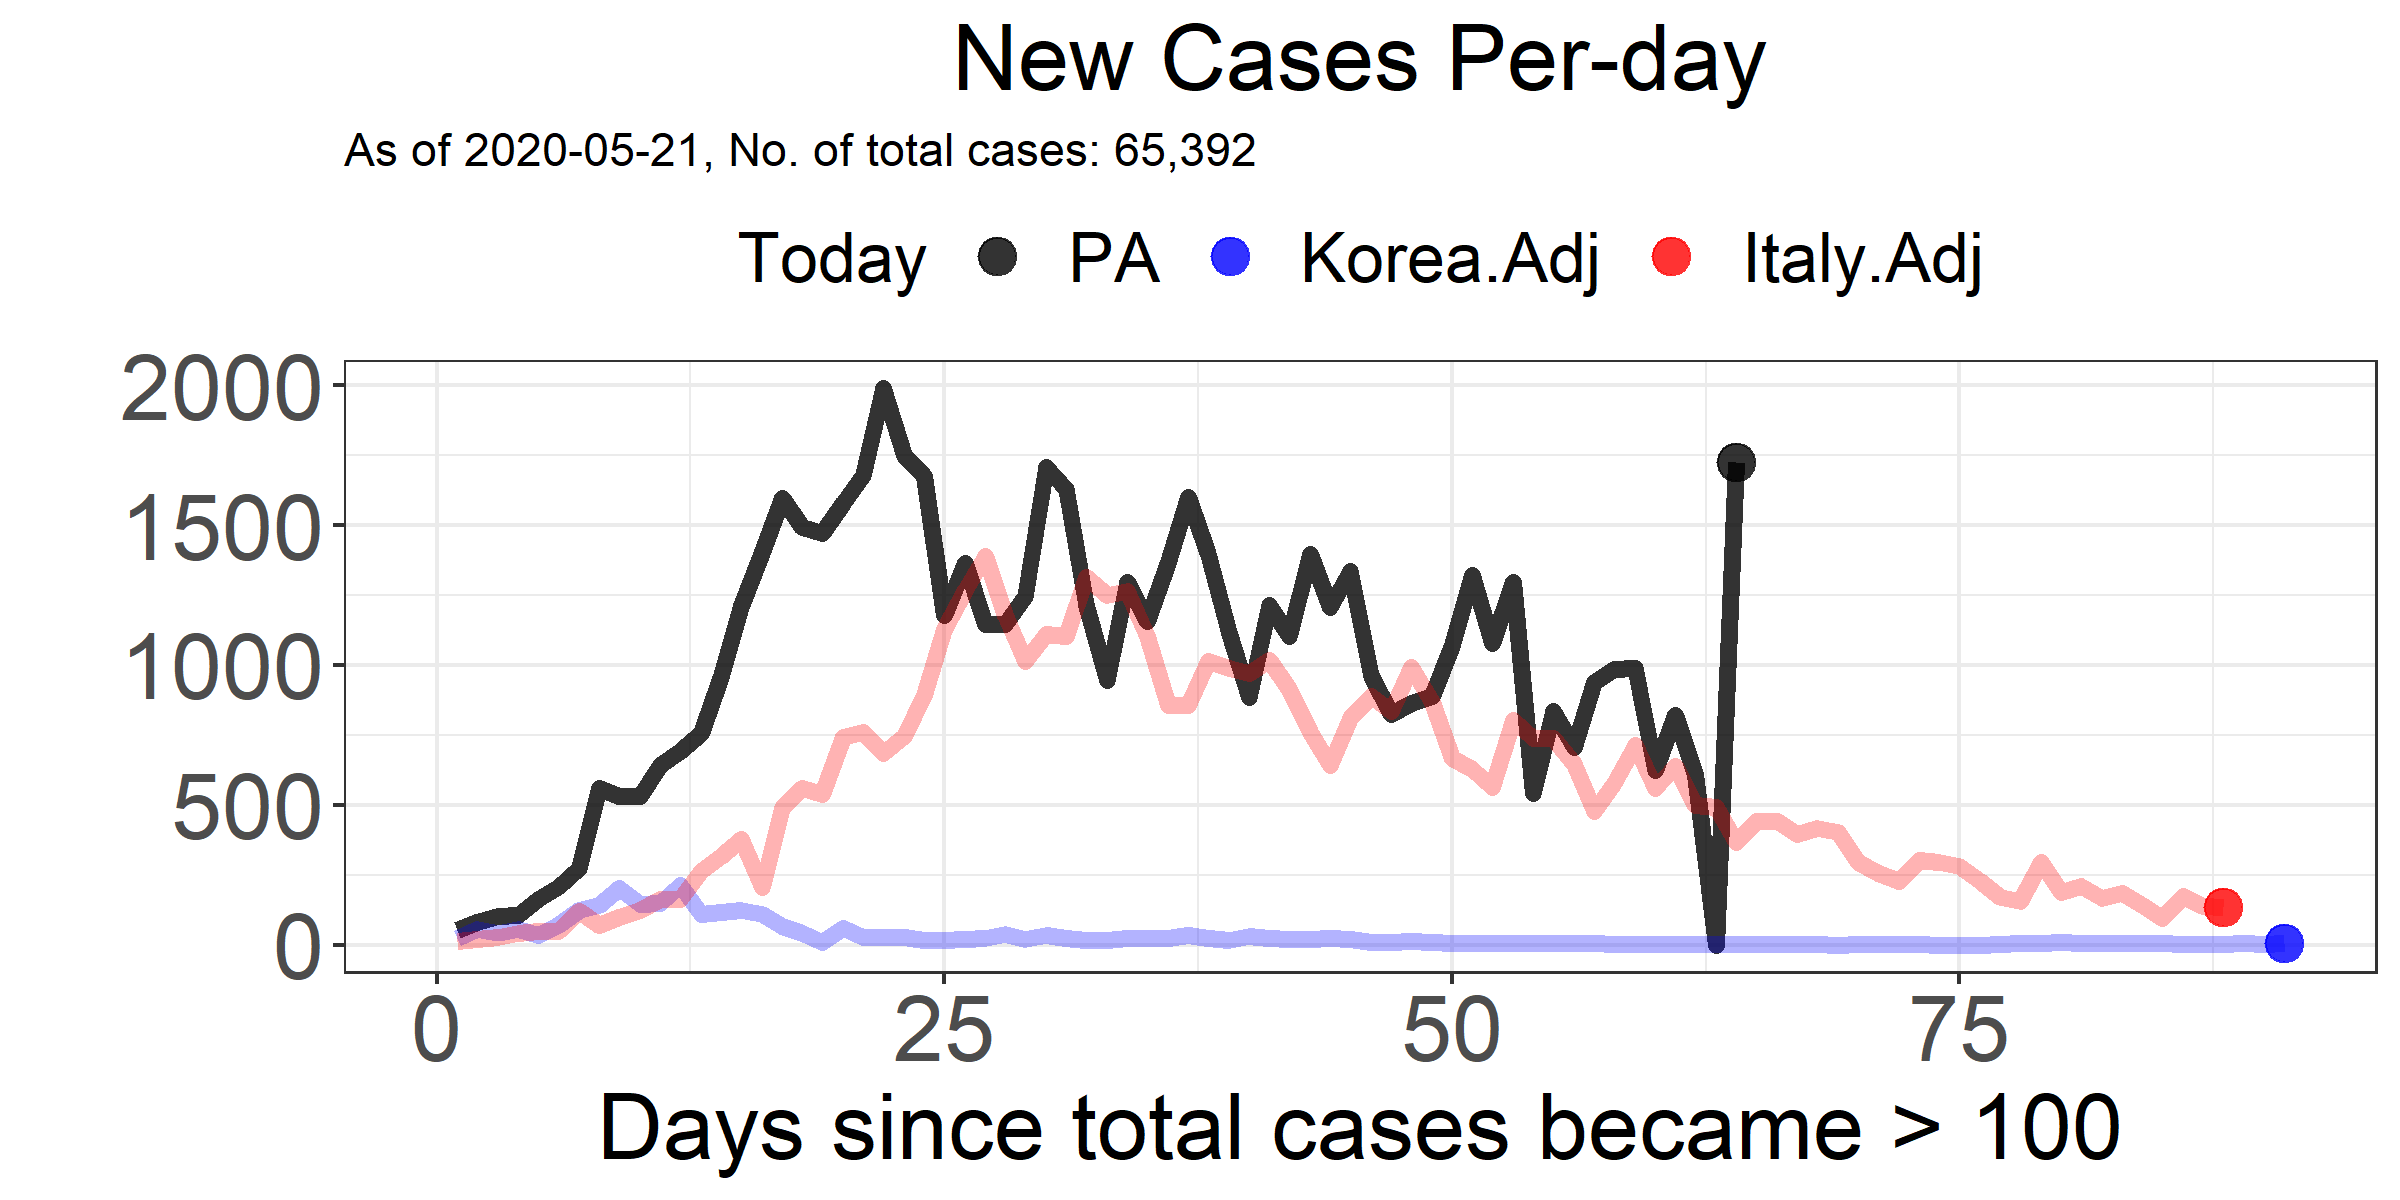 New Cases Per-day
As of 2020-05-21, No. of total cases: 65,392
Today PA Korea.Adj Italy.Adj
2000
1500
1000
500
0
0 25 50 75
Days since total cases became > 100